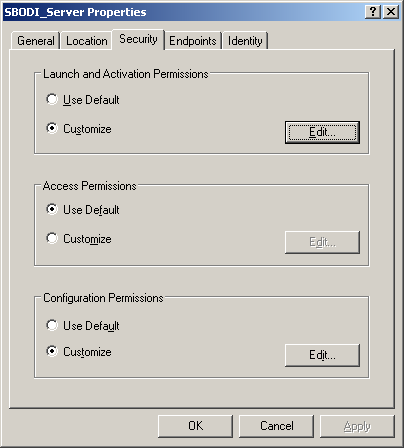 SBODI_Server Properties
General Location Security Endpoints Identity
Launch and Activation Permissions
Use Default
Customize
Edit...
Access Permissions
Use Default
Customize
Edit...
Configuration Permissions
Use Default
Customize
Edit...
OK Cancel Apply